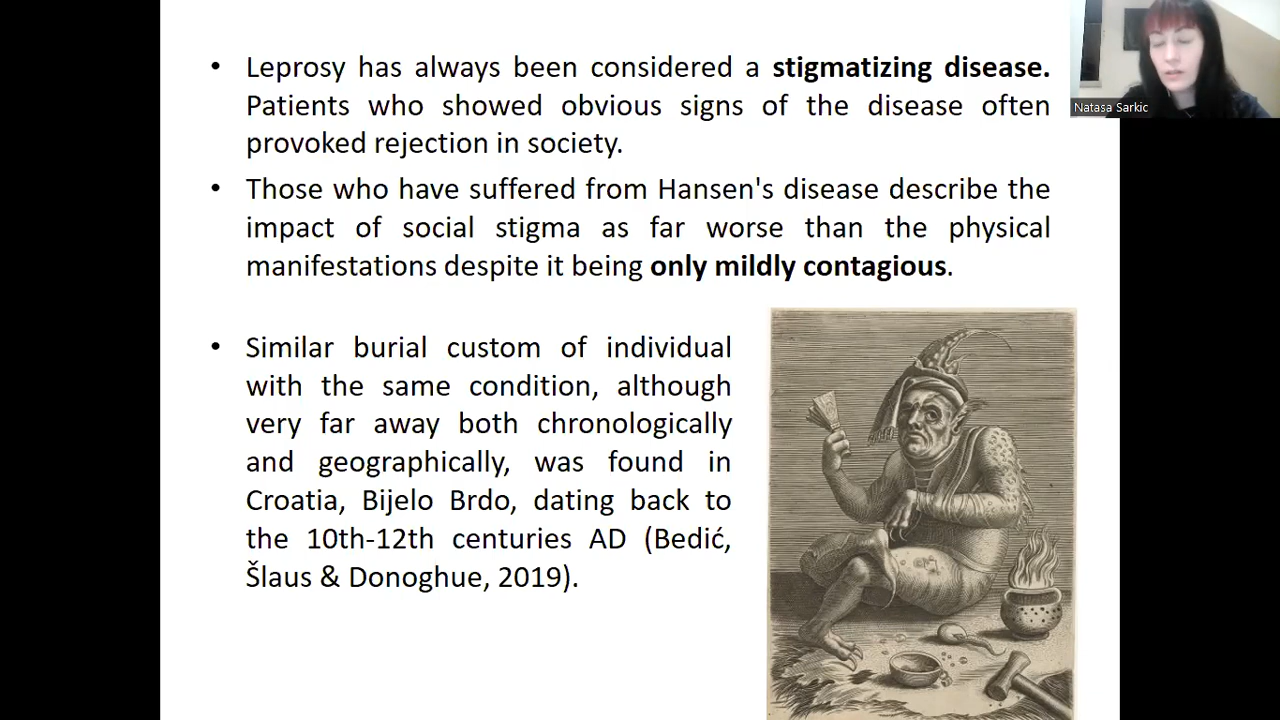 • Leprosy has always been considered a stigmatizing disease.
Patients who showed obvious signs of the disease often
provoked rejection in society.
• Those who have suffered from Hansen's disease describe the
impact of social stigma as far worse than the physical
manifestations despite it being only mildly contagious.
• Similar burial custom of individual
with the same condition, although
very far away both chronologically
and geographically, was found in
Croatia, Bijelo Brdo, dating back to
the 10th-12th centuries AD (Bedić,
Šlaus & Donoghue, 2019).
Natasa Sarkic